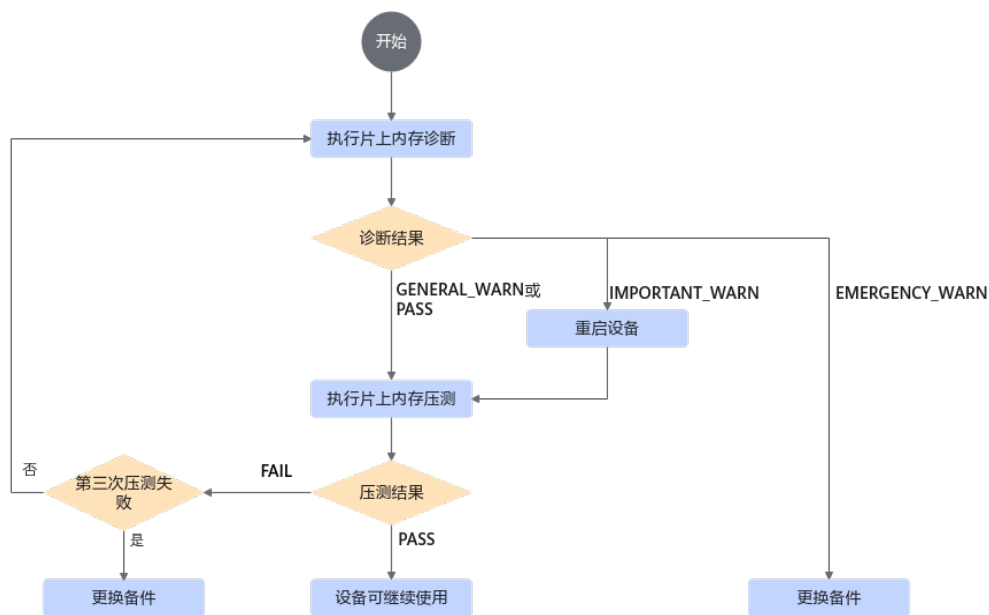 开始
执行片上内存诊断
诊断结果
GENERAL_WARN或
PASS
IMPORTANT_WARN
EMERGENCY_WARN
重启设备
执行片上内存压测
否
第三次压测失
败
FAIL
压测结果
是
PASS
更换备件
设备可继续使用
更换备件